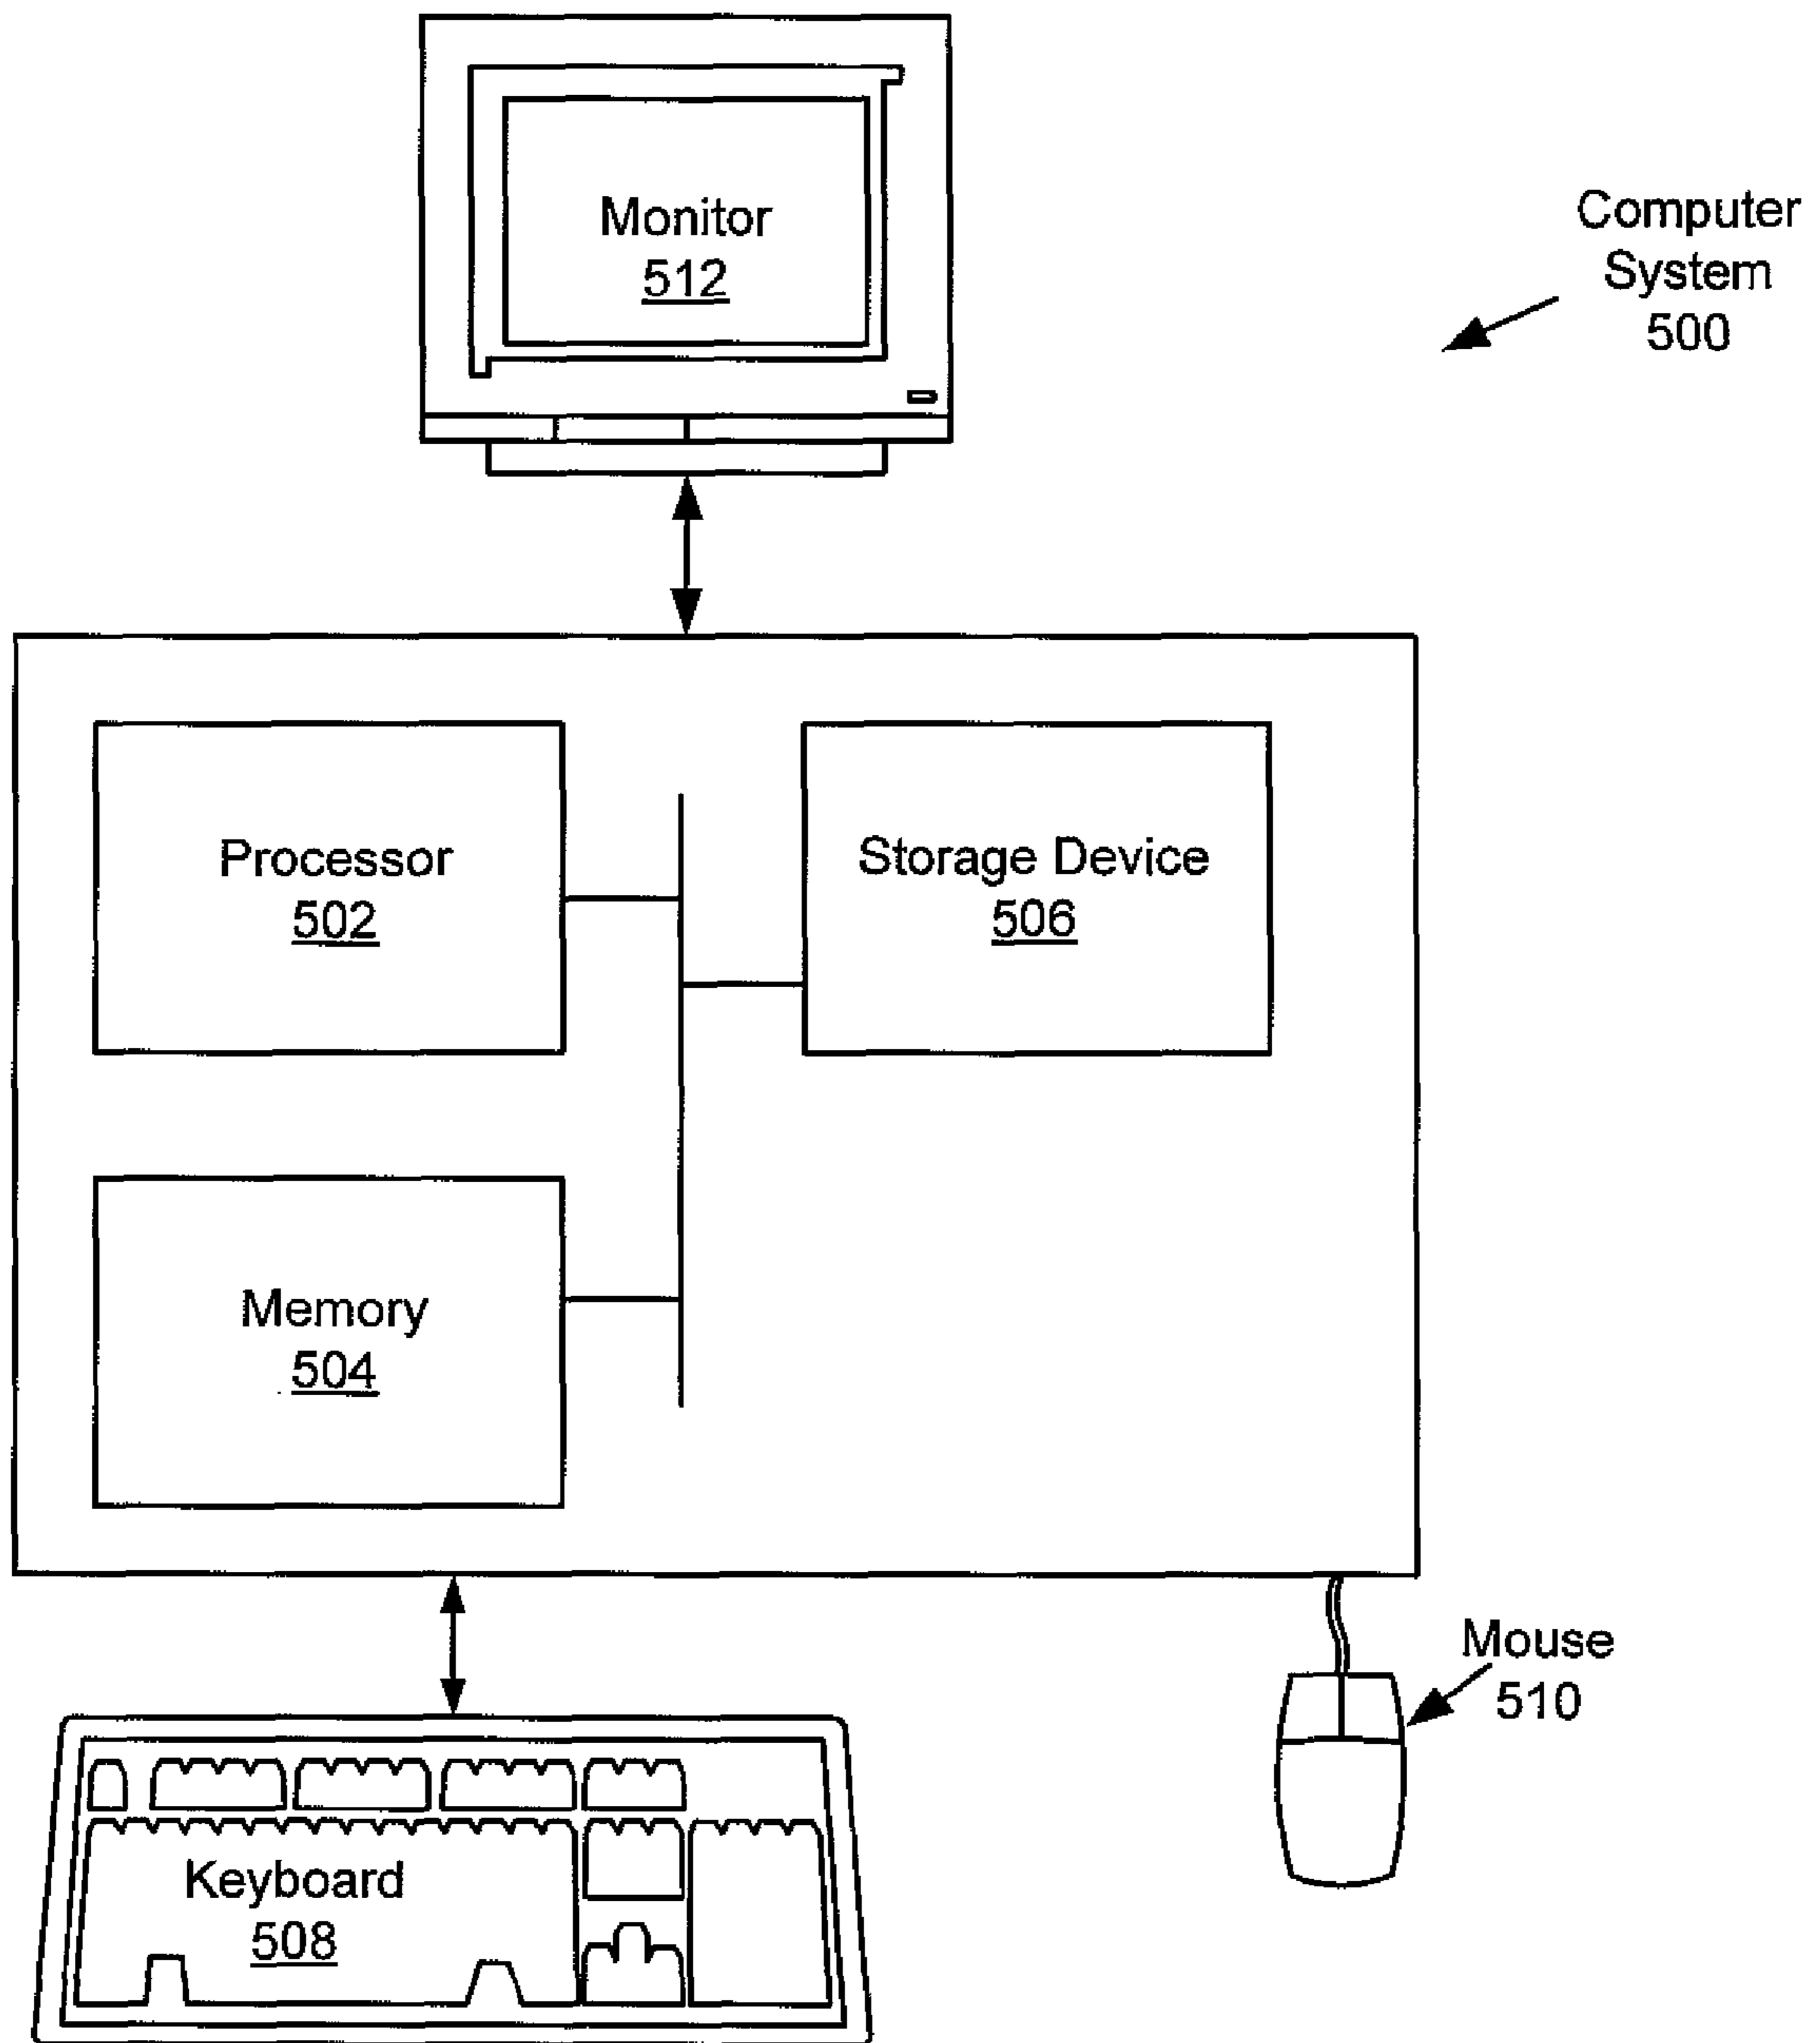 Monitor
512
Computer
System
500
Processor
502
Storage Device
506
Memory
504
Mouse
510
Keyboard
508